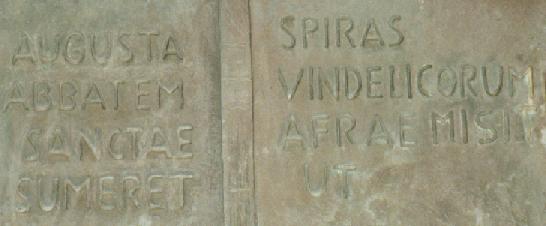 AUGUSTA
ABBATEM
SANCTAE
SUMERET
SPIRAS
VINDELICORUM
AFRAE MISIT
UT